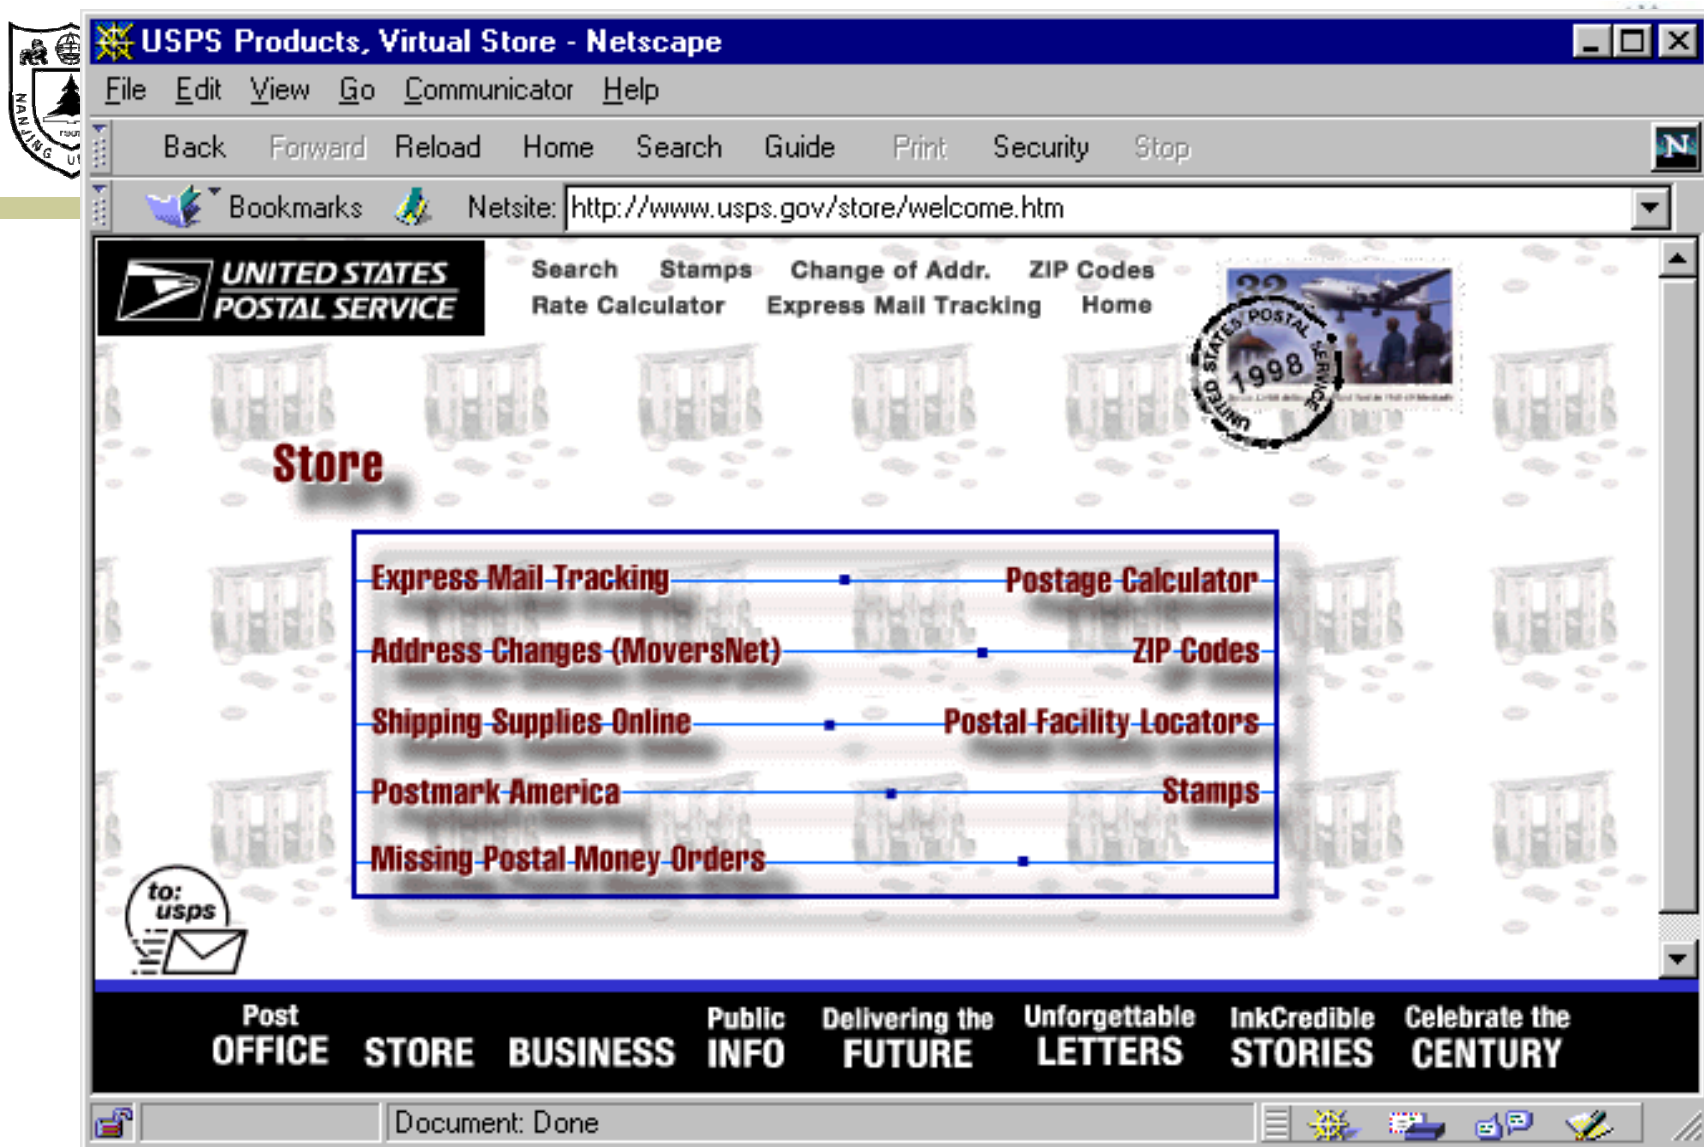 USPS Products, Virtual Store - Netscape
File Edit View Go Communicator Help
NANJING
Back Forward Reload Home Search Guide Print Security Stop
N
Bookmarks Netsite: http://www.usps.gov/store/welcome.htm
UNITED STATES
POSTAL SERVICE
Search Stamps Change of Addr. ZIP Codes
Rate Calculator Express Mail Tracking Home
32
UNITED STATES POSTAL SERVICE
1998
Store
Express Mail Tracking Postage Calculator
Address Changes (MoversNet) ZIP Codes
Shipping Supplies Online Postal Facility Locators
Postmark America Stamps
Missing Postal Money Orders
to:
usps
Post OFFICE
STORE
BUSINESS
Public INFO
Delivering the FUTURE
Unforgettable LETTERS
InkCredible STORIES
Celebrate the CENTURY
Document: Done